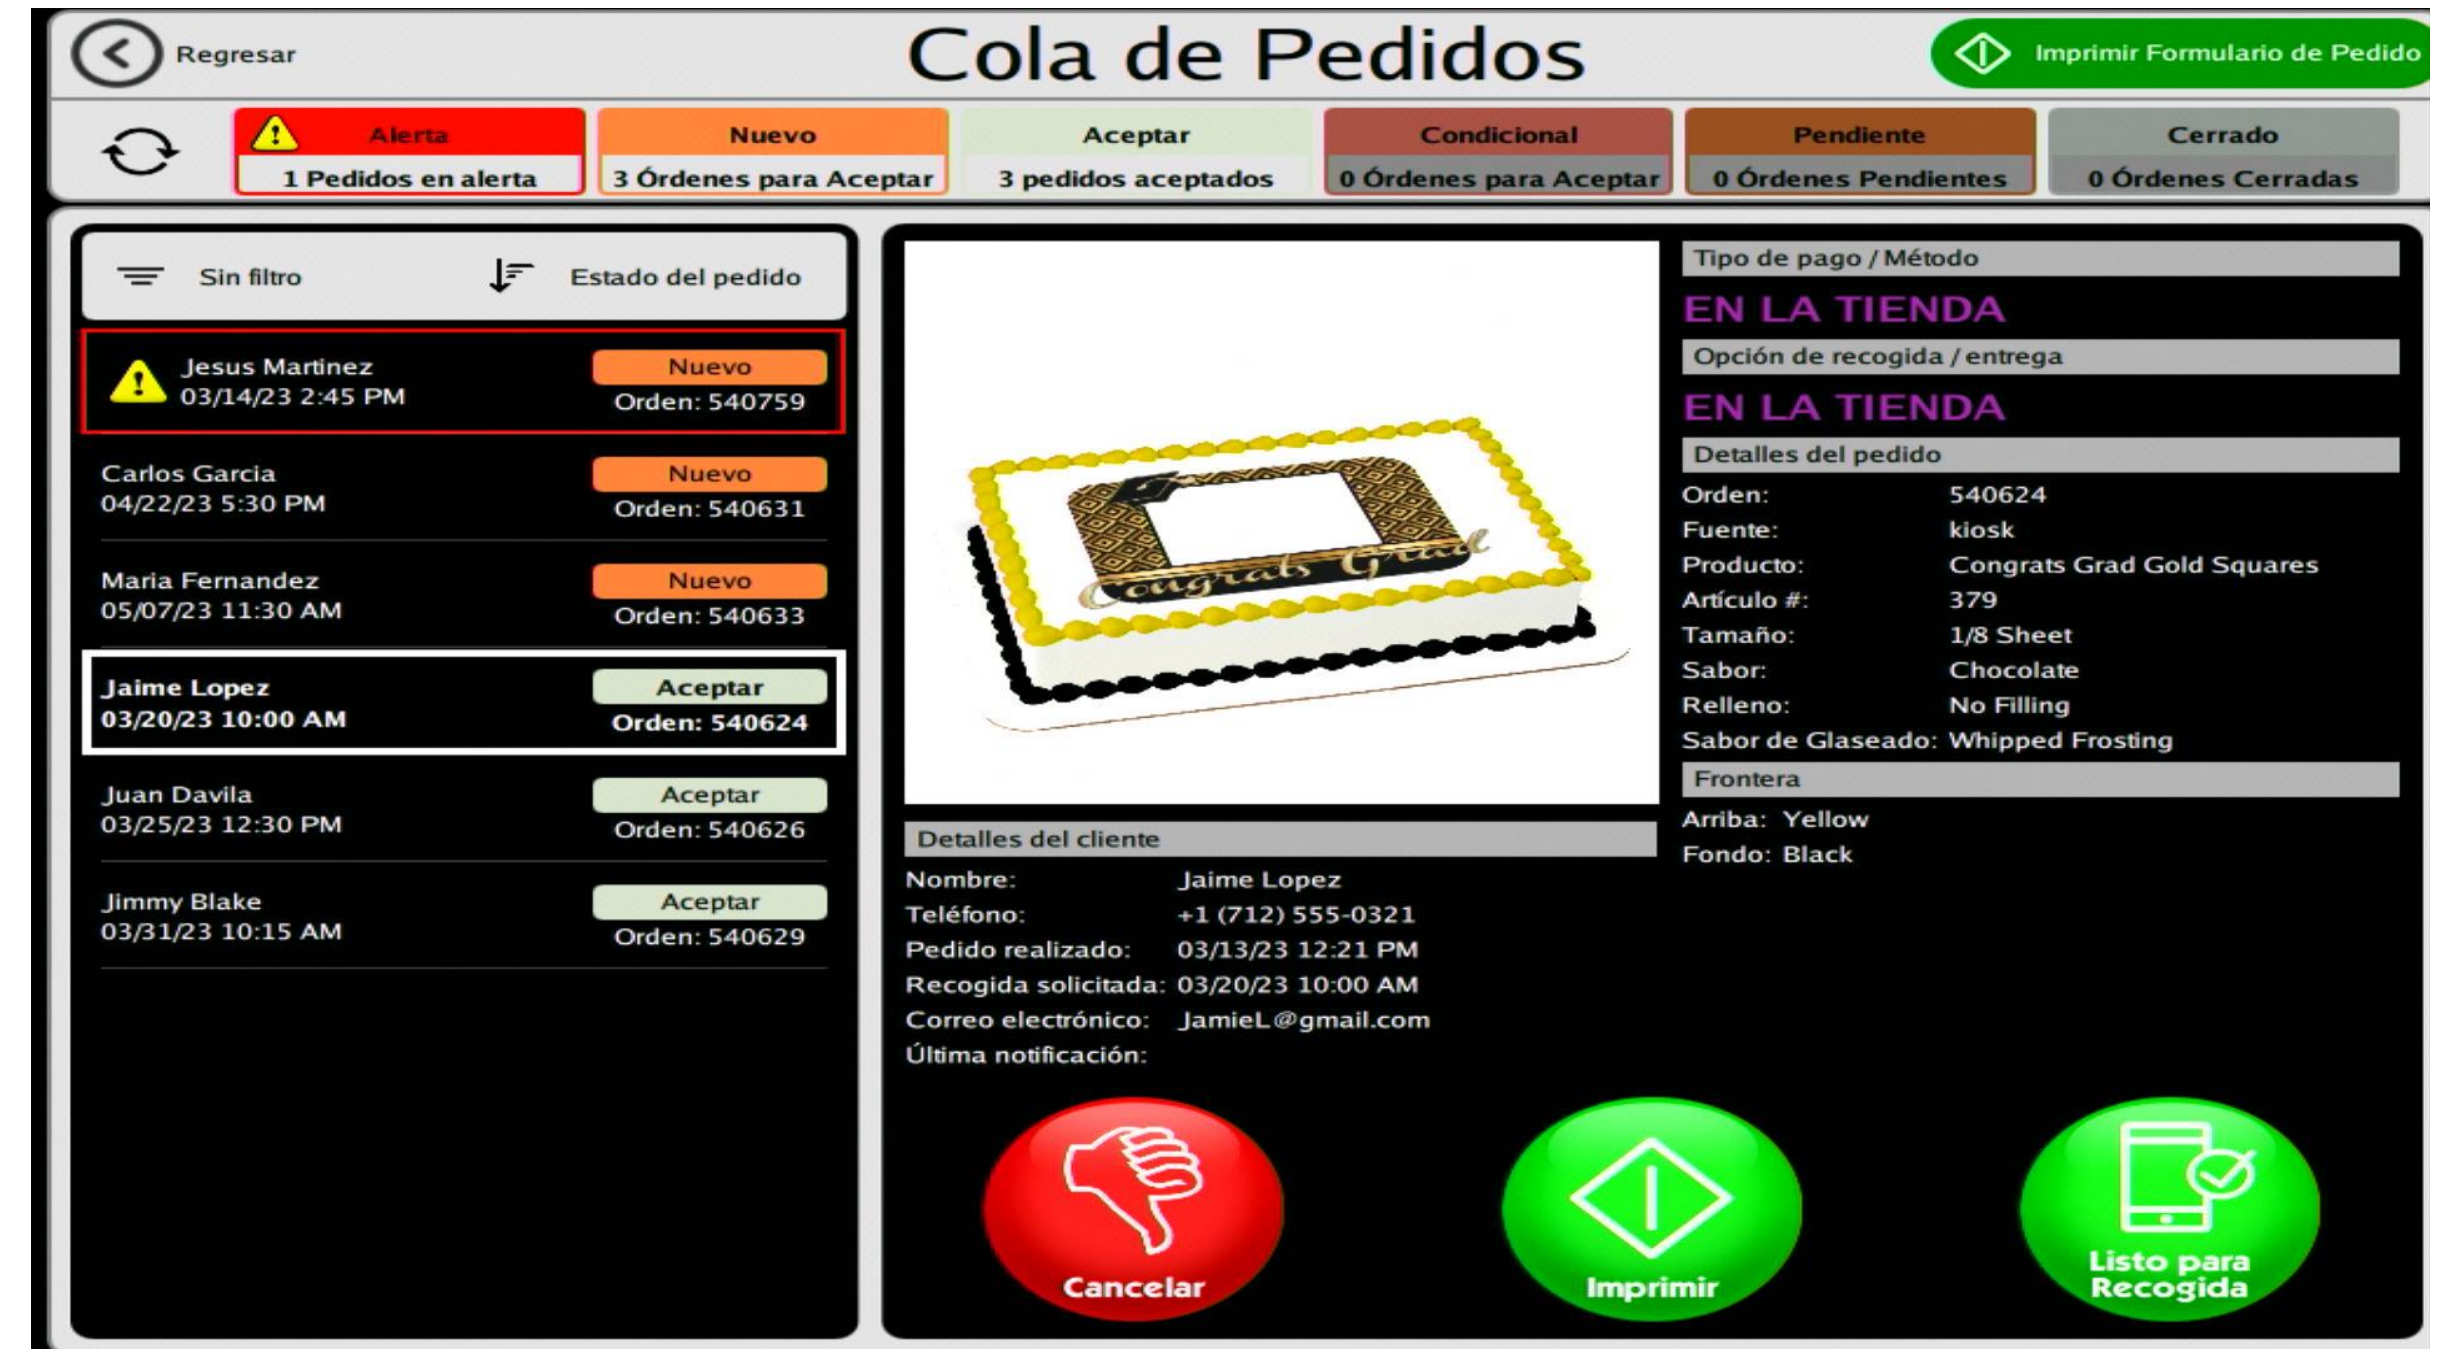 Regresar
Cola de Pedidos
Imprimir Formulario de Pedido
Alerta
1 Pedidos en alerta
Nuevo
3 Órdenes para Aceptar
Aceptar
3 pedidos aceptados
Condicional
0 Órdenes para Aceptar
Pendiente
0 Órdenes Pendientes
Cerrado
0 Órdenes Cerradas
Sin filtro
Estado del pedido
Jesus Martinez
03/14/23 2:45 PM
Nuevo
Orden: 540759
Carlos Garcia
04/22/23 5:30 PM
Nuevo
Orden: 540631
Maria Fernandez
05/07/23 11:30 AM
Nuevo
Orden: 540633
Jaime Lopez
03/20/23 10:00 AM
Aceptar
Orden: 540624
Juan Davila
03/25/23 12:30 PM
Aceptar
Orden: 540626
Jimmy Blake
03/31/23 10:15 AM
Aceptar
Orden: 540629
Congrats Grad
Detalles del cliente
Nombre: Jaime Lopez
Teléfono: +1 (712) 555-0321
Pedido realizado: 03/13/23 12:21 PM
Recogida solicitada: 03/20/23 10:00 AM
Correo electrónico: JamieL@gmail.com
Última notificación:
Tipo de pago / Método
EN LA TIENDA
Opción de recogida / entrega
EN LA TIENDA
Detalles del pedido
Orden: 540624
Fuente: kiosk
Producto: Congrats Grad Gold Squares
Artículo #: 379
Tamaño: 1/8 Sheet
Sabor: Chocolate
Relleno: No Filling
Sabor de Glaseado: Whipped Frosting
Frontera
Arriba: Yellow
Fondo: Black
Cancelar
Imprimir
Listo para
Recogida